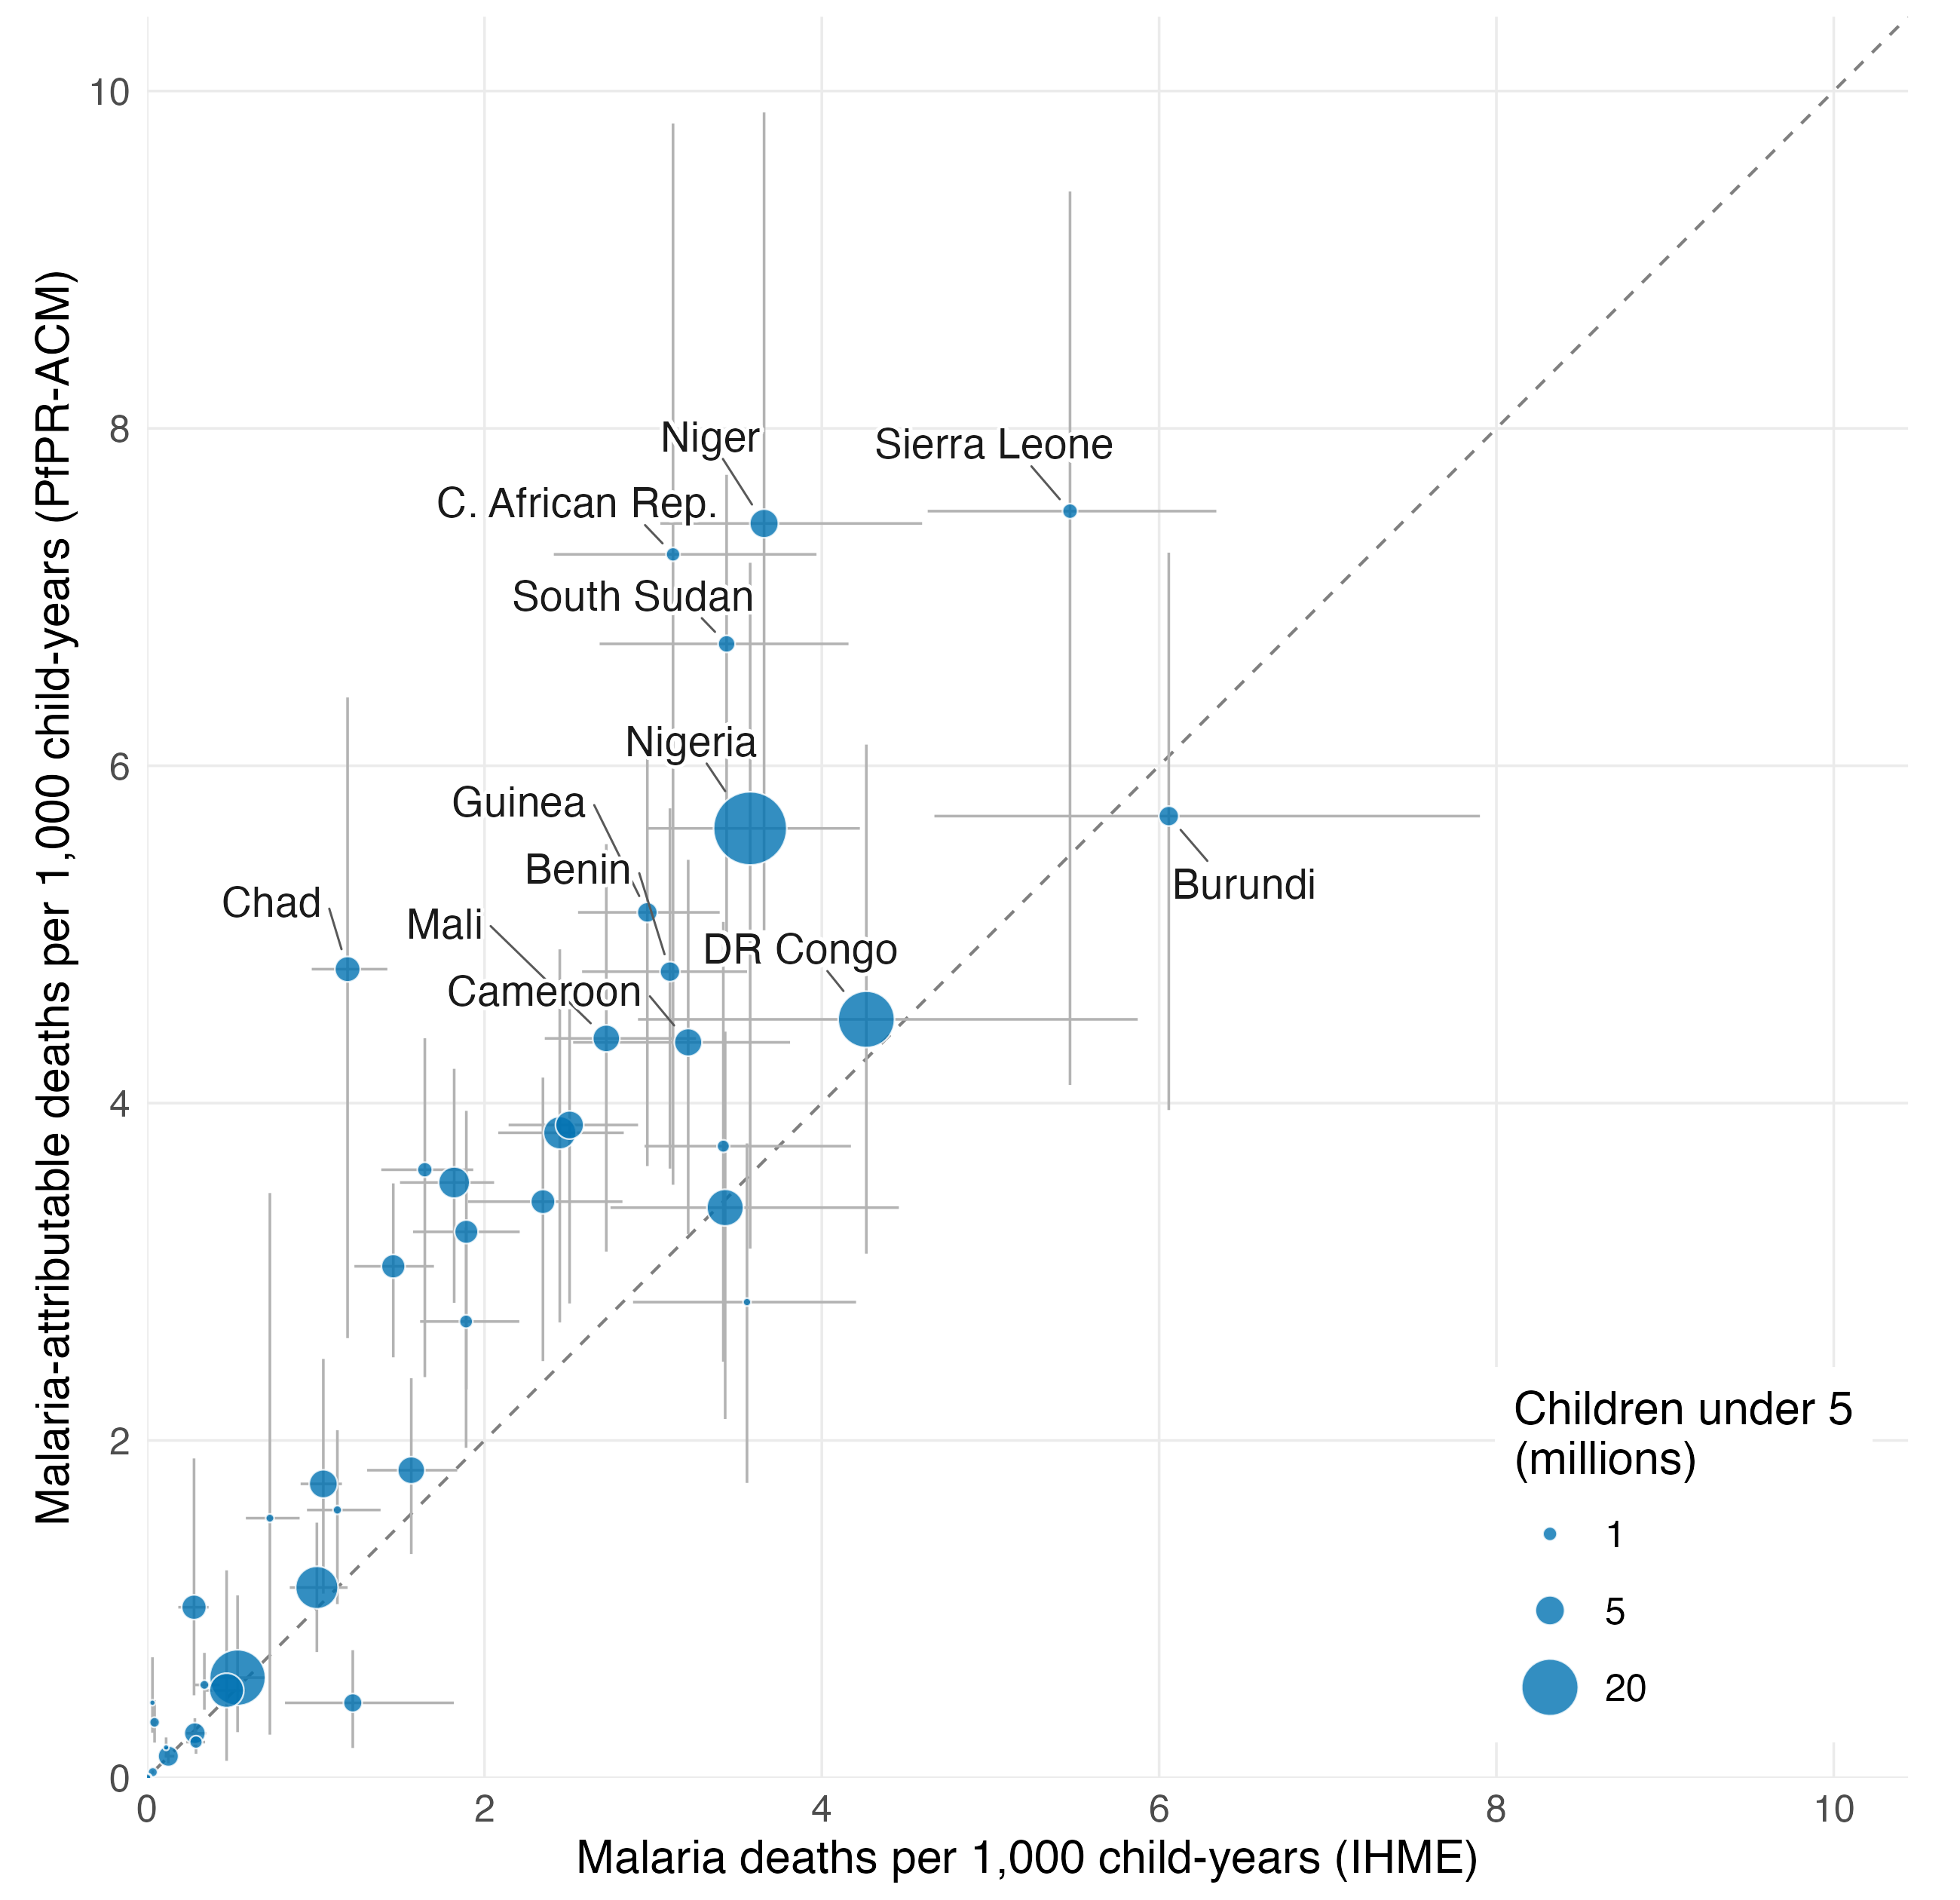 Malaria-attributable deaths per 1,000 child-years (PfPR-ACM)
10
8
6
4
2
0
Niger
Sierra Leone
C. African Rep.
South Sudan
Nigeria
Guinea
Benin
Burundi
Chad
Mali
DR Congo
Cameroon
Children under 5
(millions)
1
5
20
0
2
4
6
8
10
Malaria deaths per 1,000 child-years (IHME)